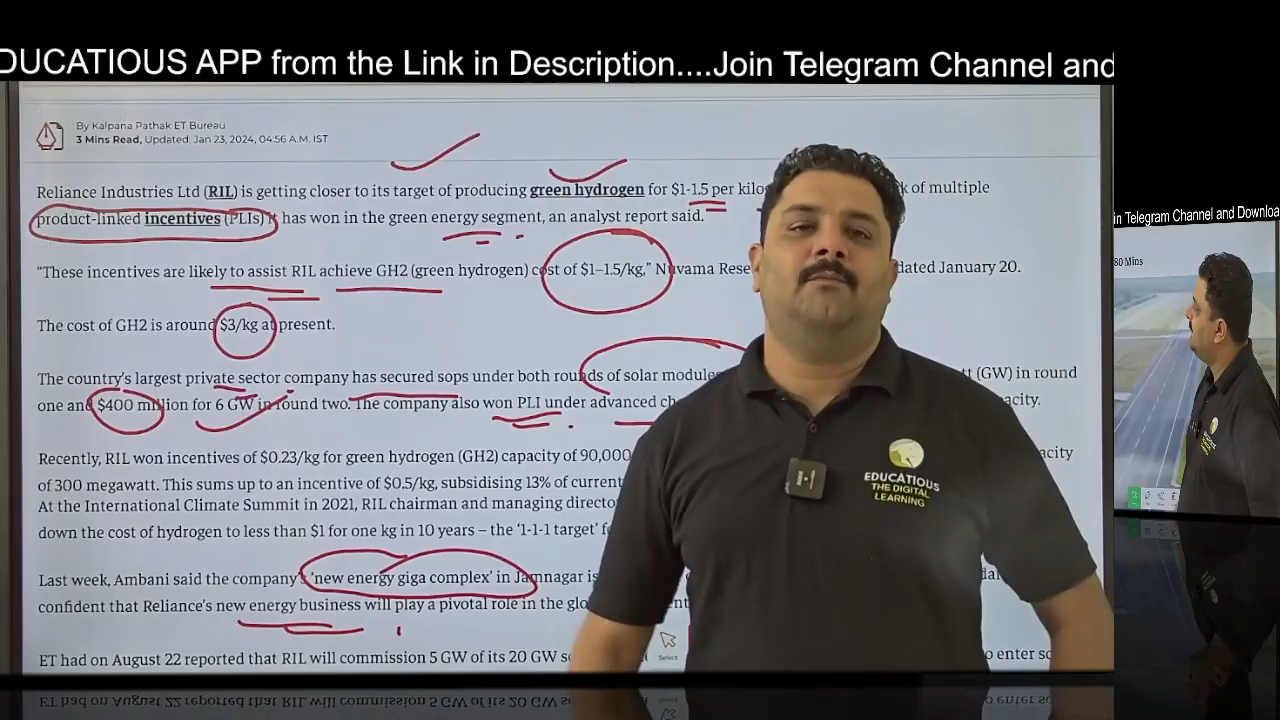 DUCATIOUS APP from the Link in Description....Join Telegram Channel and
By Kalpana Pathak ET Bureau
3 Mins Read, Updated: Jan 23, 2024, 04:56 A.M. IST
Reliance Industries Ltd (RIL) is getting closer to its target of producing green hydrogen for $1-1.5 per of multiple
product-linked incentives (PLIs) it has won in the green energy segment, an analyst report said.
“These incentives are likely to assist RIL achieve GH2 (green hydrogen) cost of $1–1.5/kg,” Nuvama dated January 20.
The cost of GH2 is around $3/kg at present.
The country’s largest private sector company has secured sops under both rounds of solar module (GW) in round
one and $400 million for 6 GW in round two. The company also won PLI under advanced
Recently, RIL won incentives of $0.23/kg for green hydrogen (GH2) capacity of 90,000
of 300 megawatt. This sums up to an incentive of $0.5/kg, subsidising 13% of current
At the International Climate Summit in 2021, RIL chairman and managing
down the cost of hydrogen to less than $1 for one kg in 10 years – the ‘1-1-1 target’
Last week, Ambani said the company’s ‘new energy giga complex’ in Jamnagar is
confident that Reliance’s new energy business will play a pivotal role in the
Select
ET had on August 22 reported that RIL will commission 5 GW of its 20 GW to enter
EDUCATIOUS
THE DIGITAL
LEARNING
in Telegram Channel and Downloa
80 Mins